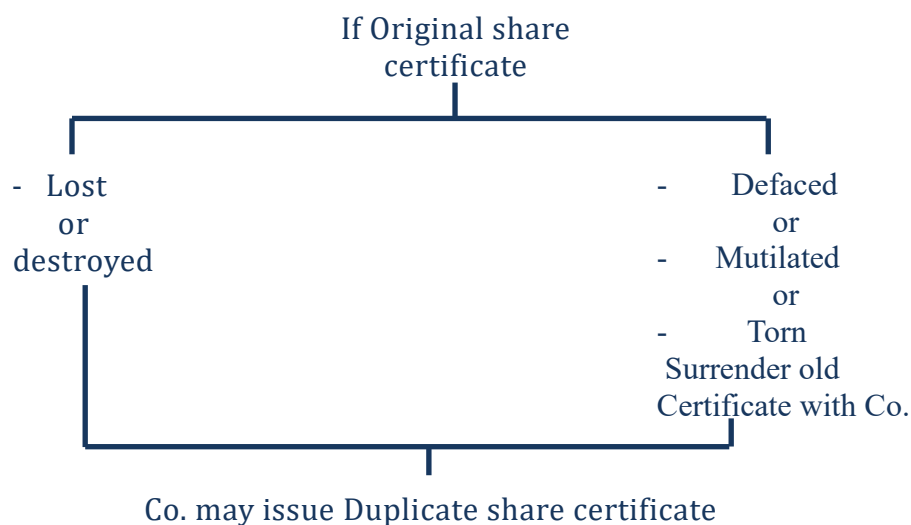 If Original share
certificate
- Lost
or
destroyed
- Defaced
or
- Mutilated
or
- Torn
Surrender old
Certificate with Co.
Co. may issue Duplicate share certificate